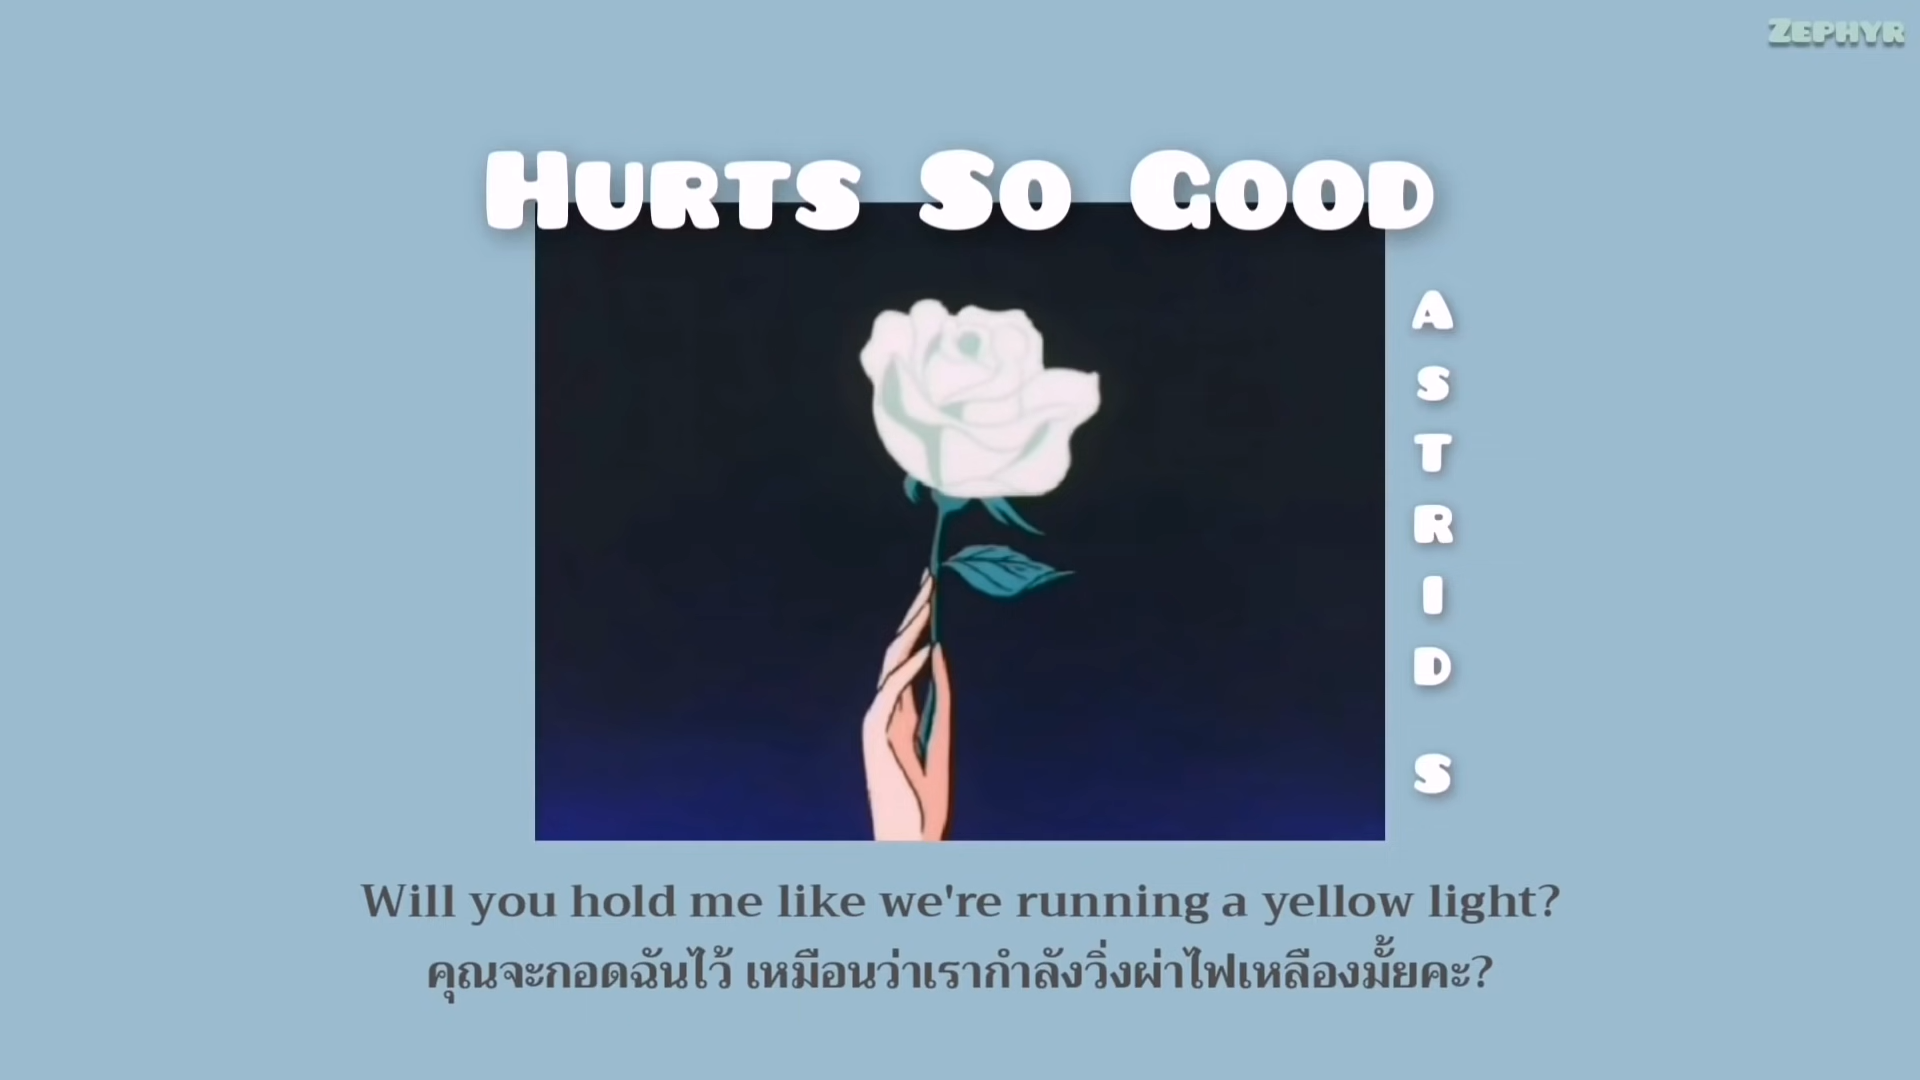 ZEPHYR
HURTS SO GOOD
ASTRID S
Will you hold me like we're running a yellow light?
คุณจะกอดฉันไว้ เหมือนว่าเรากำลังวิ่งผ่าไฟเหลืองมั้ยคะ?